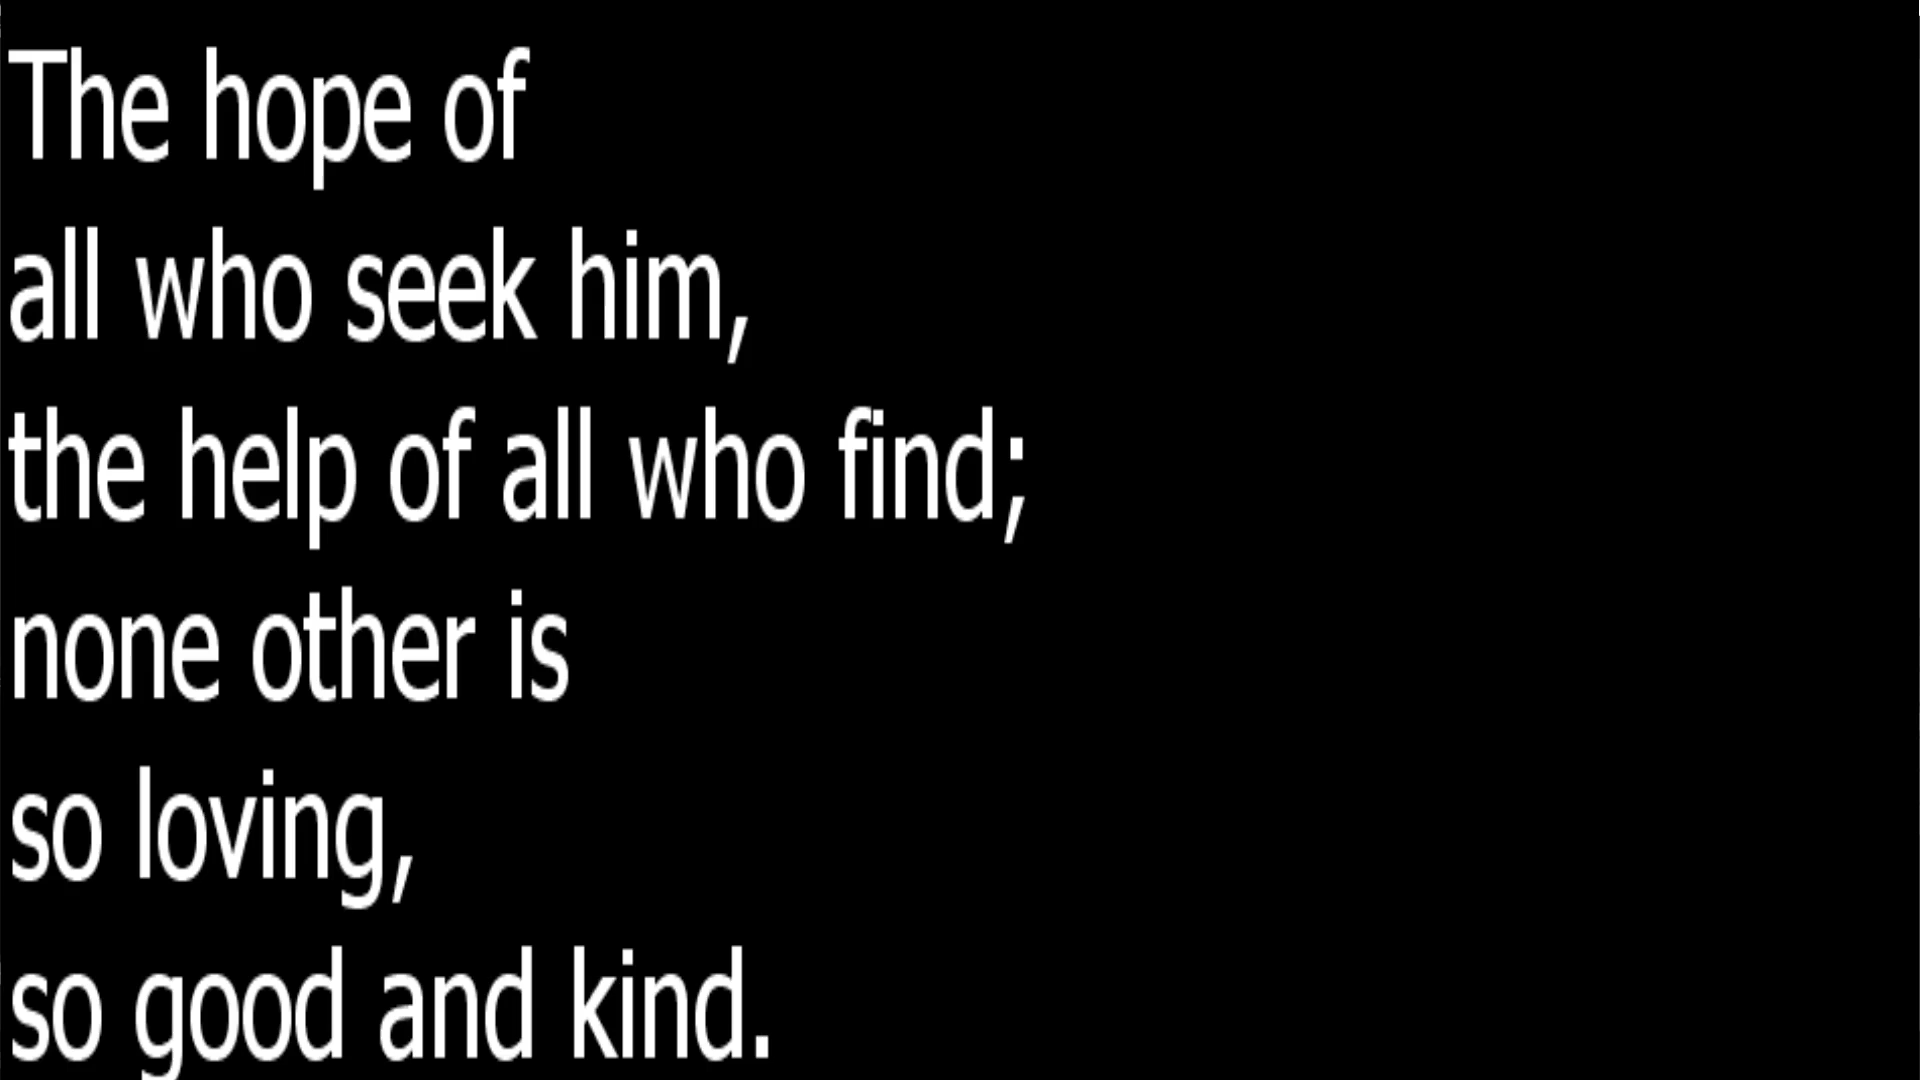 The hope of
all who seek him,
the help of all who find;
none other is
so loving,
so good and kind.